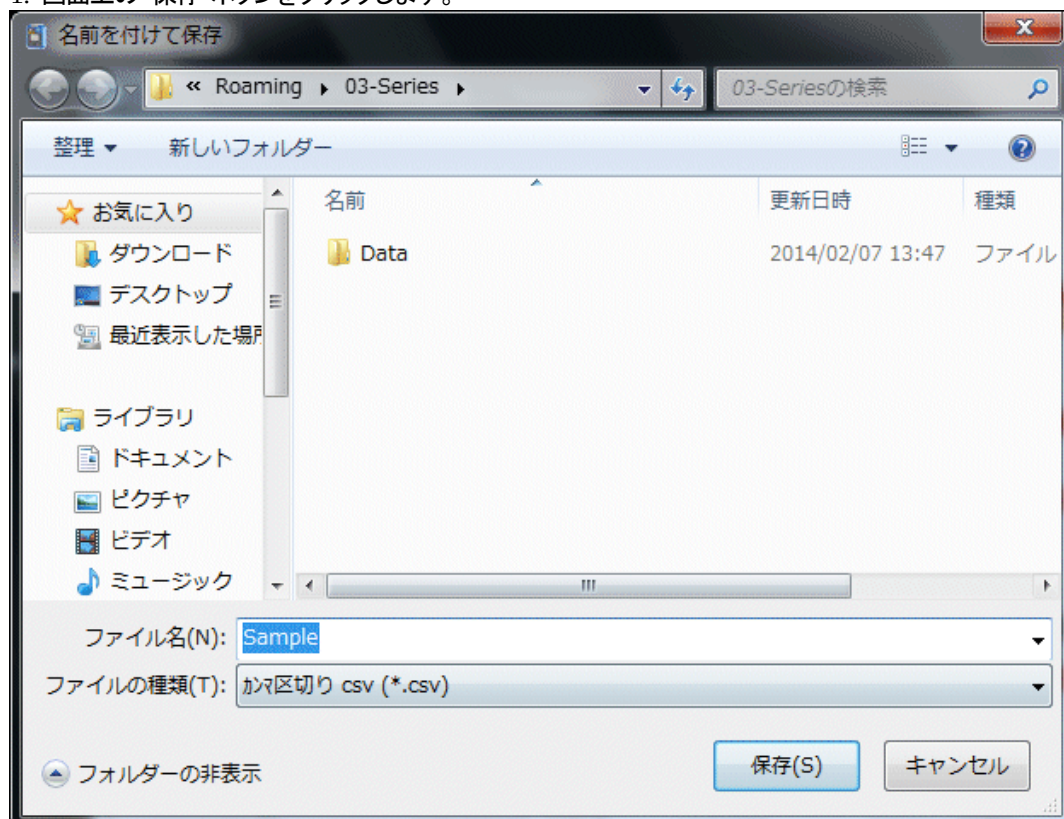 名前を付けて保存
« Roaming 03-Series
03-Seriesの検索
整理 新しいフォルダー
名前 更新日時 種類
お気に入り
ダウンロード
Data 2014/02/07 13:47 ファイル
デスクトップ
最近表示した場所
ライブラリ
ドキュメント
ピクチャ
ビデオ
ミュージック
ファイル名(N): Sample
ファイルの種類(T): ｶﾝﾏ区切り csv (*.csv)
フォルダーの非表示 保存(S) キャンセル